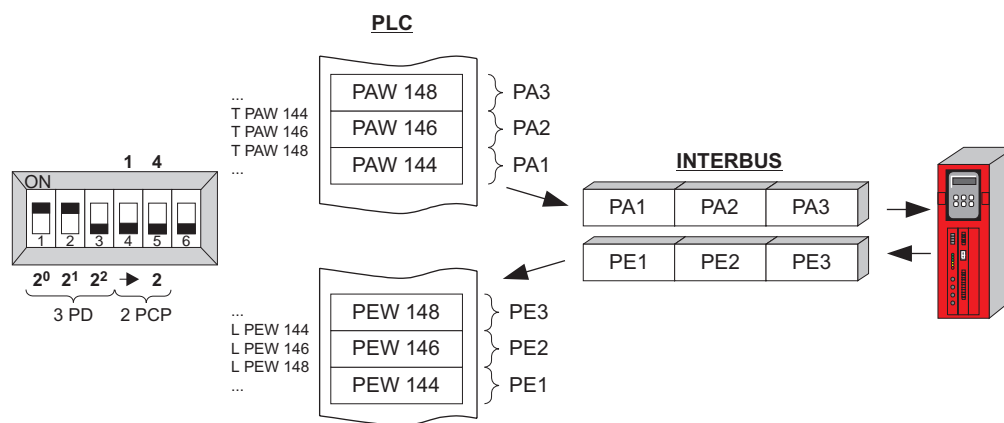 PLC
...
T PAW 144
T PAW 146
T PAW 148
...
PAW 148
PAW 146
PAW 144
PA3
PA2
PA1
1 4
ON
1 2 3 4 5 6
2⁰ 2¹ 2² 2
3 PD 2 PCP
INTERBUS
PA1 PA2 PA3
PE1 PE2 PE3
...
L PEW 144
L PEW 146
L PEW 148
...
PEW 148
PEW 146
PEW 144
PE3
PE2
PE1